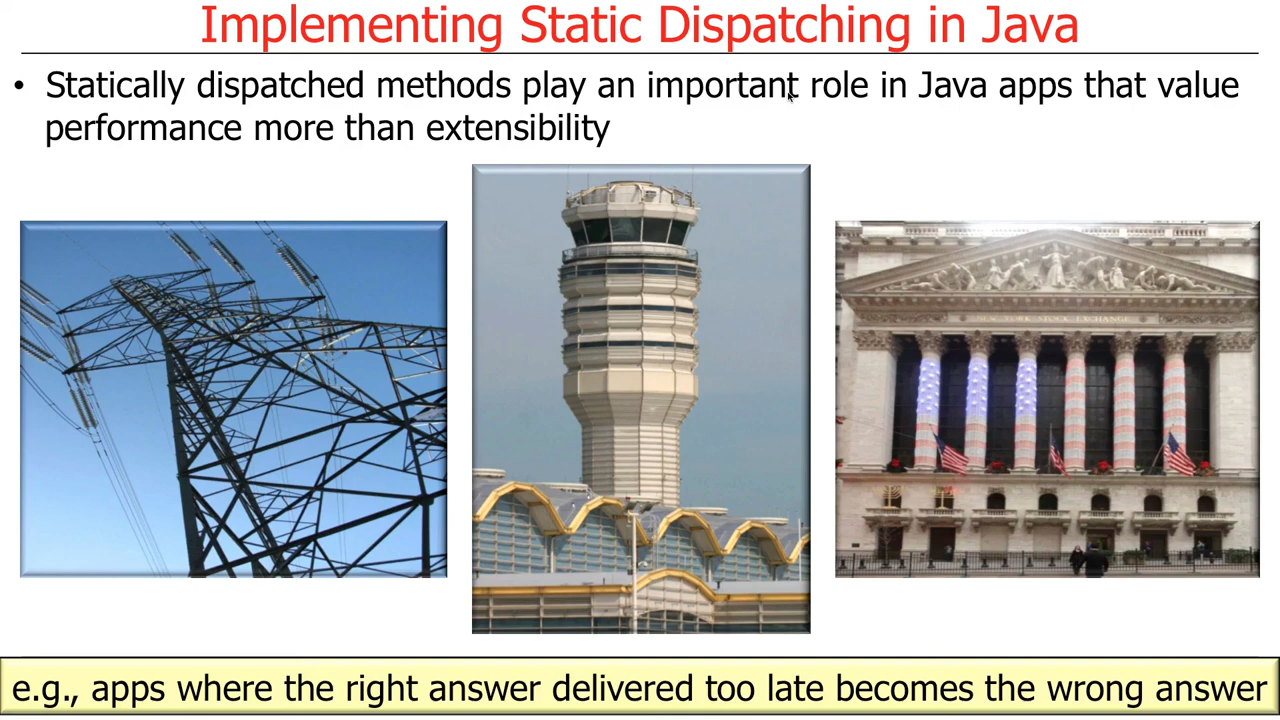 Implementing Static Dispatching in Java
• Statically dispatched methods play an important role in Java apps that value
performance more than extensibility
NEW YORK STOCK EXCHANGE
e.g., apps where the right answer delivered too late becomes the wrong answer